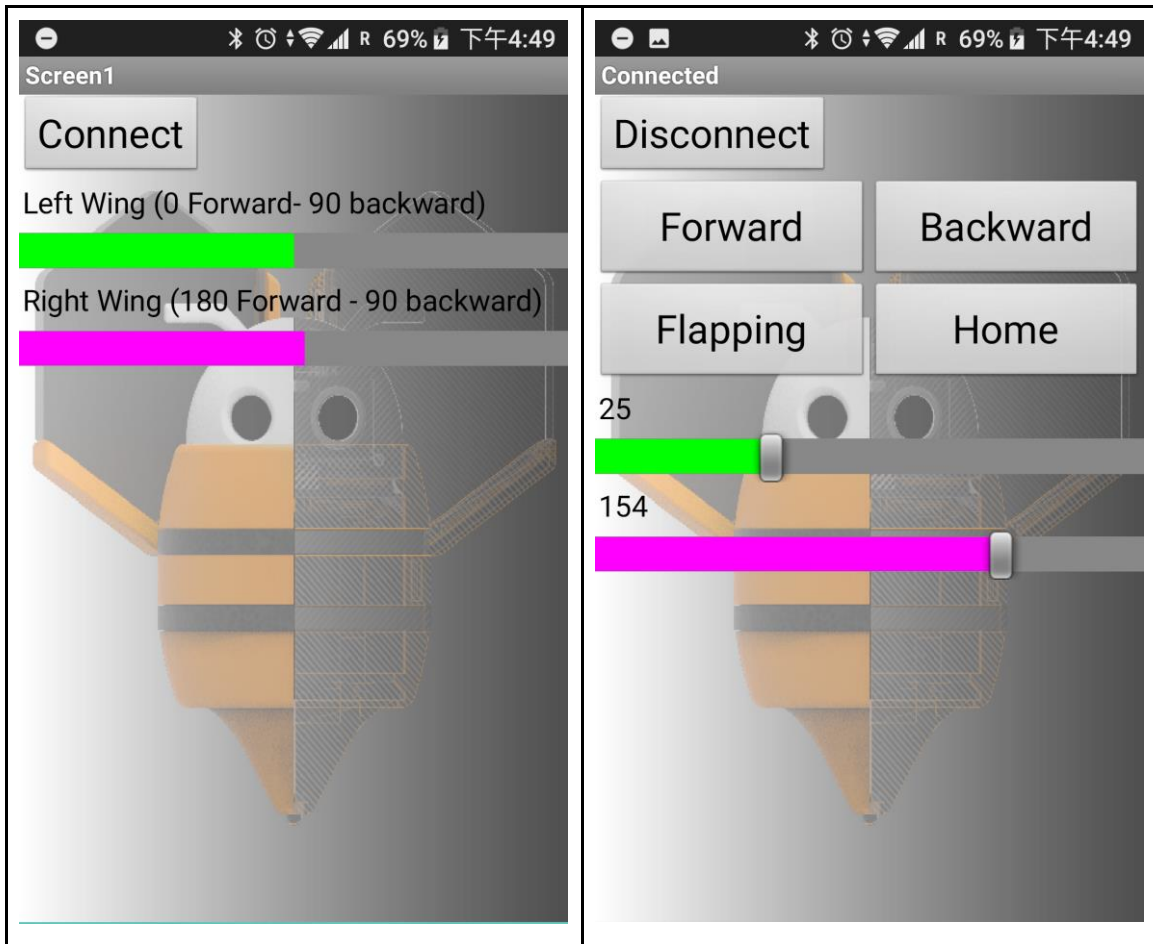 R 69% 下午4:49
Screen1
Connect
Left Wing (0 Forward- 90 backward)
Right Wing (180 Forward - 90 backward)
R 69% 下午4:49
Connected
Disconnect
Forward Backward
Flapping Home
25
154